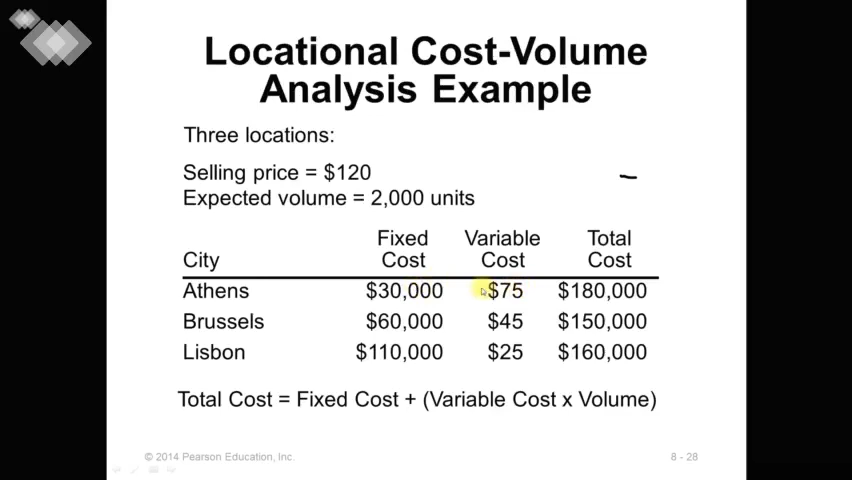 Locational Cost-Volume
Analysis Example
Three locations:
Selling price = $120
Expected volume = 2,000 units
Fixed Variable Total
City Cost Cost Cost
Athens $30,000 $75 $180,000
Brussels $60,000 $45 $150,000
Lisbon $110,000 $25 $160,000
Total Cost = Fixed Cost + (Variable Cost x Volume)
© 2014 Pearson Education, Inc. 8 - 28